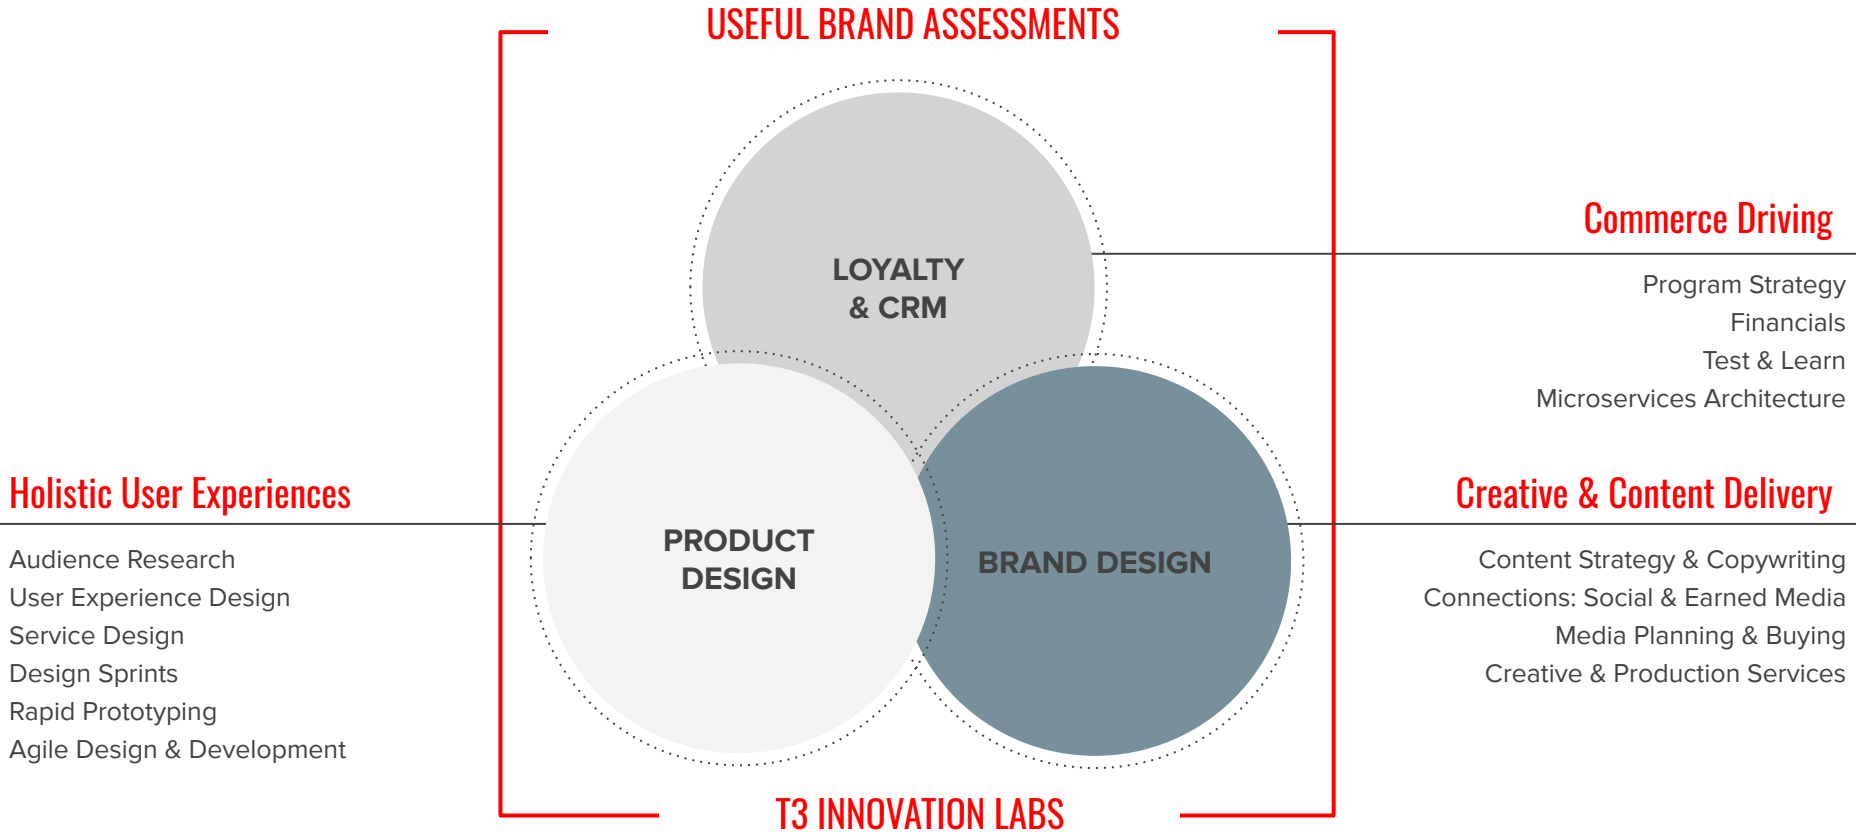 USEFUL BRAND ASSESSMENTS
LOYALTY
& CRM
Commerce Driving
Program Strategy
Financials
Test & Learn
Microservices Architecture
Holistic User Experiences
Audience Research
User Experience Design
Service Design
Design Sprints
Rapid Prototyping
Agile Design & Development
PRODUCT
DESIGN
BRAND DESIGN
Creative & Content Delivery
Content Strategy & Copywriting
Connections: Social & Earned Media
Media Planning & Buying
Creative & Production Services
T3 INNOVATION LABS